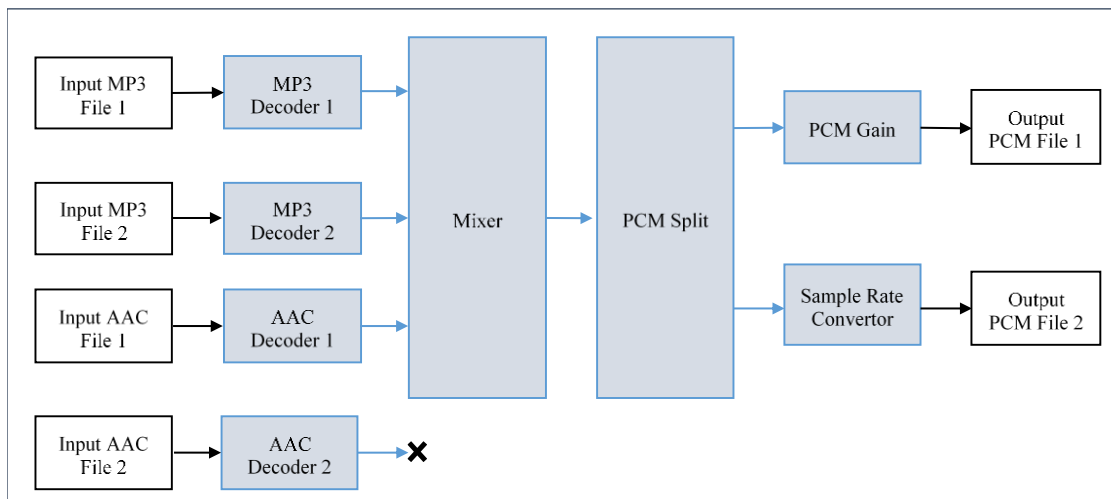 Input MP3
File 1
MP3
Decoder 1
Input MP3
File 2
MP3
Decoder 2
Input AAC
File 1
AAC
Decoder 1
Input AAC
File 2
AAC
Decoder 2
Mixer
PCM Split
PCM Gain
Output
PCM File 1
Sample Rate
Convertor
Output
PCM File 2